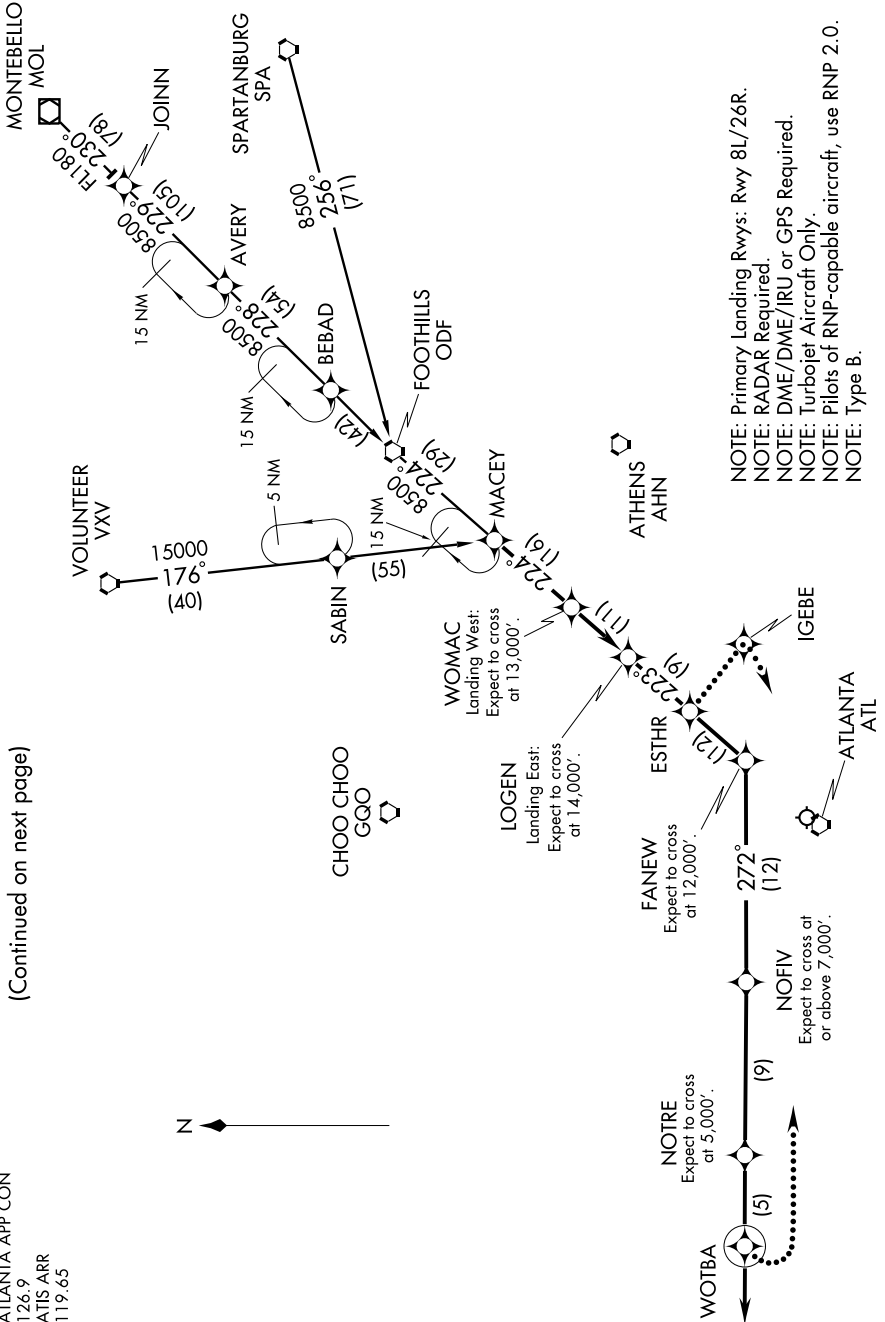 ATLANTA APP CON
126.9
ATIS ARR
119.65
(Continued on next page)
MONTEBELLO
MOL
FL180
230°
(78)
JOINN
8500
229°
(105)
SPARTANBURG
SPA
8500
256°
(71)
AVERY
15 NM
8500
228°
(54)
BEBAD
15 NM
(42)
FOOTHILLS
ODF
8500
224°
(29)
VOLUNTEER
VXV
15000
176°
(40)
5 NM
SABIN
(55)
15 NM
MACEY
224°
(16)
ATHENS
AHN
WOMAC
Landing West:
Expect to cross
at 13,000'.
(11)
LOGEN
Landing East:
Expect to cross
at 14,000'.
223°
(9)
ESTHR
IGEBE
(12)
CHOO CHOO
GQO
FANEW
Expect to cross
at 12,000'.
ATLANTA
ATL
272°
(12)
NOFIV
Expect to cross at
or above 7,000'.
(9)
NOTRE
Expect to cross
at 5,000'.
(5)
WOTBA
N
NOTE: Primary Landing Rwys: Rwy 8L/26R.
NOTE: RADAR Required.
NOTE: DME/DME/IRU or GPS Required.
NOTE: Turbojet Aircraft Only.
NOTE: Pilots of RNP-capable aircraft, use RNP 2.0.
NOTE: Type B.